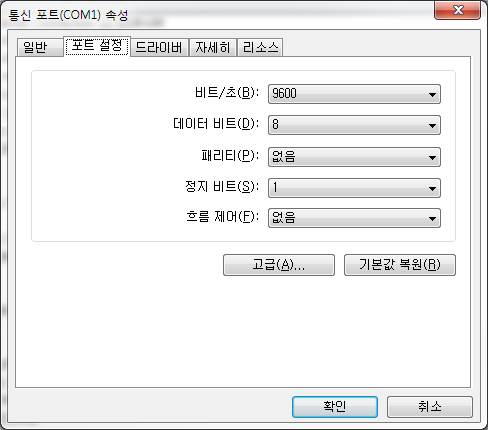 통신 포트(COM1) 속성
일반 포트 설정 드라이버 자세히 리소스
비트/초(B): 9600
데이터 비트(D): 8
패리티(P): 없음
정지 비트(S): 1
흐름 제어(F): 없음
고급(A)... 기본값 복원(R)
확인 취소